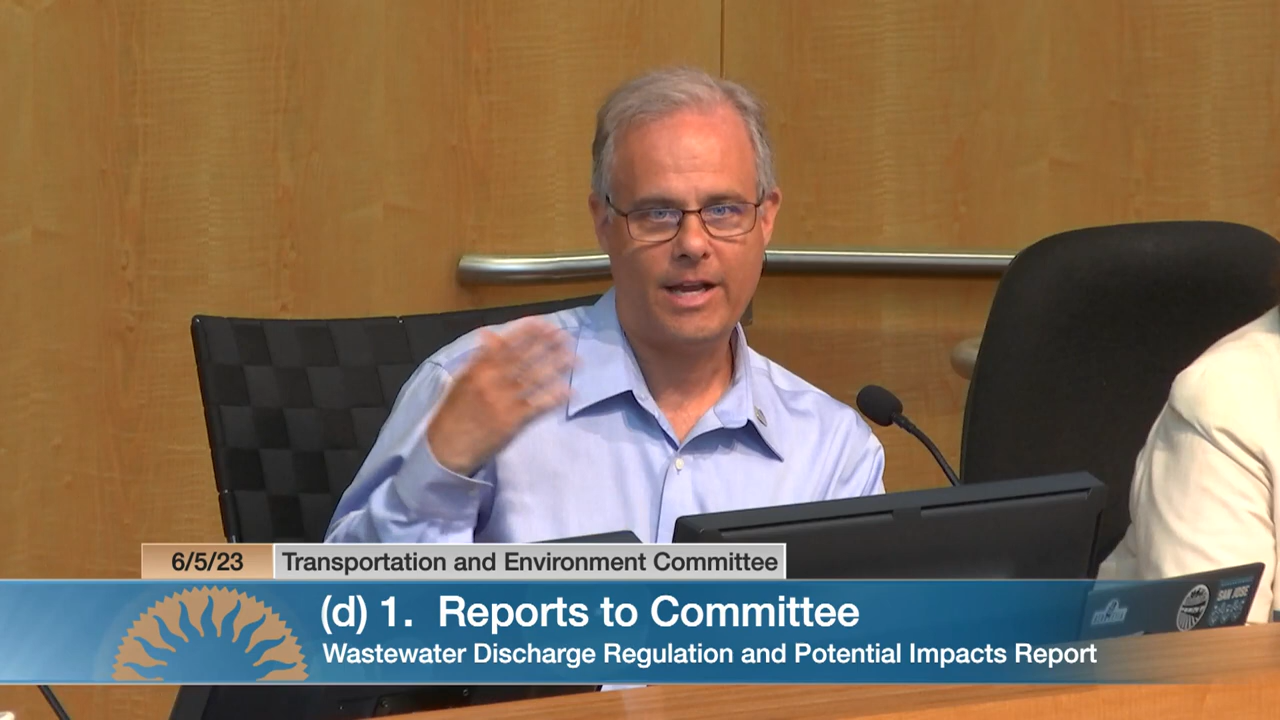 6/5/23
Transportation and Environment Committee
(d) 1. Reports to Committee
Wastewater Discharge Regulation and Potential Impacts Report
SAN JOSE